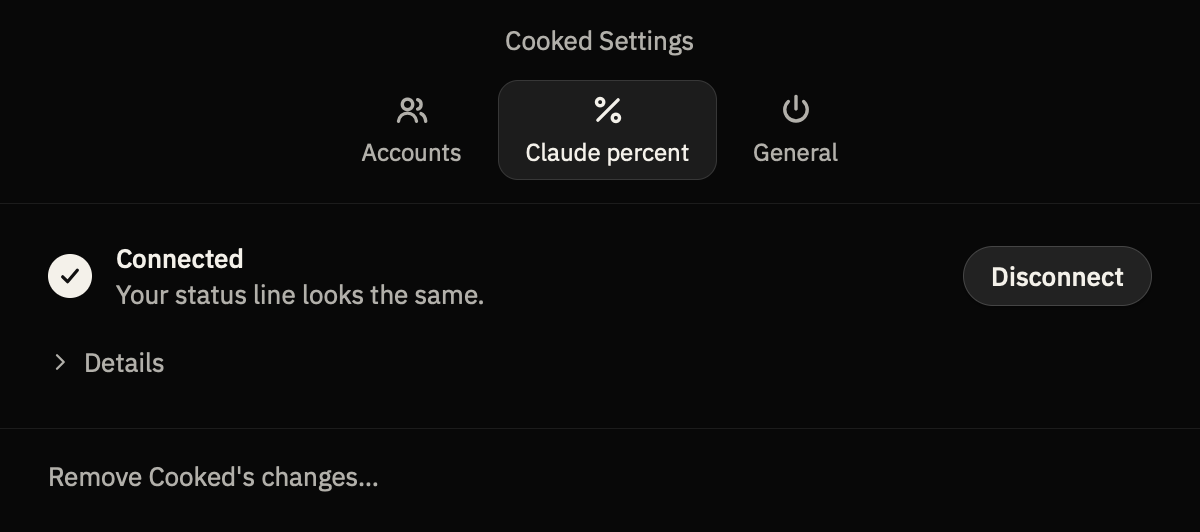 Cooked Settings
Accounts
Claude percent
General
Connected
Your status line looks the same.
Disconnect
Details
Remove Cooked's changes...